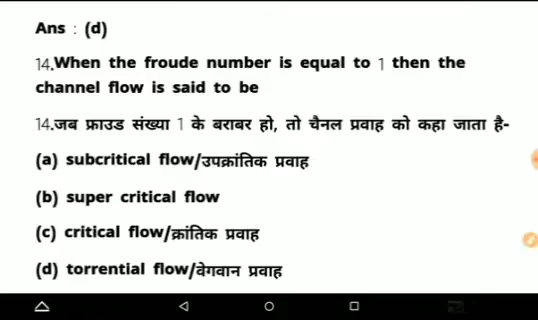 Ans : (d)
14.When the froude number is equal to 1 then the
channel flow is said to be
14.जब फ्राउड संख्या 1 के बराबर हो, तो चैनल प्रवाह को कहा जाता है-
(a) subcritical flow/उपक्रांतिक प्रवाह
(b) super critical flow
(c) critical flow/क्रांतिक प्रवाह
(d) torrential flow/वेगवान प्रवाह